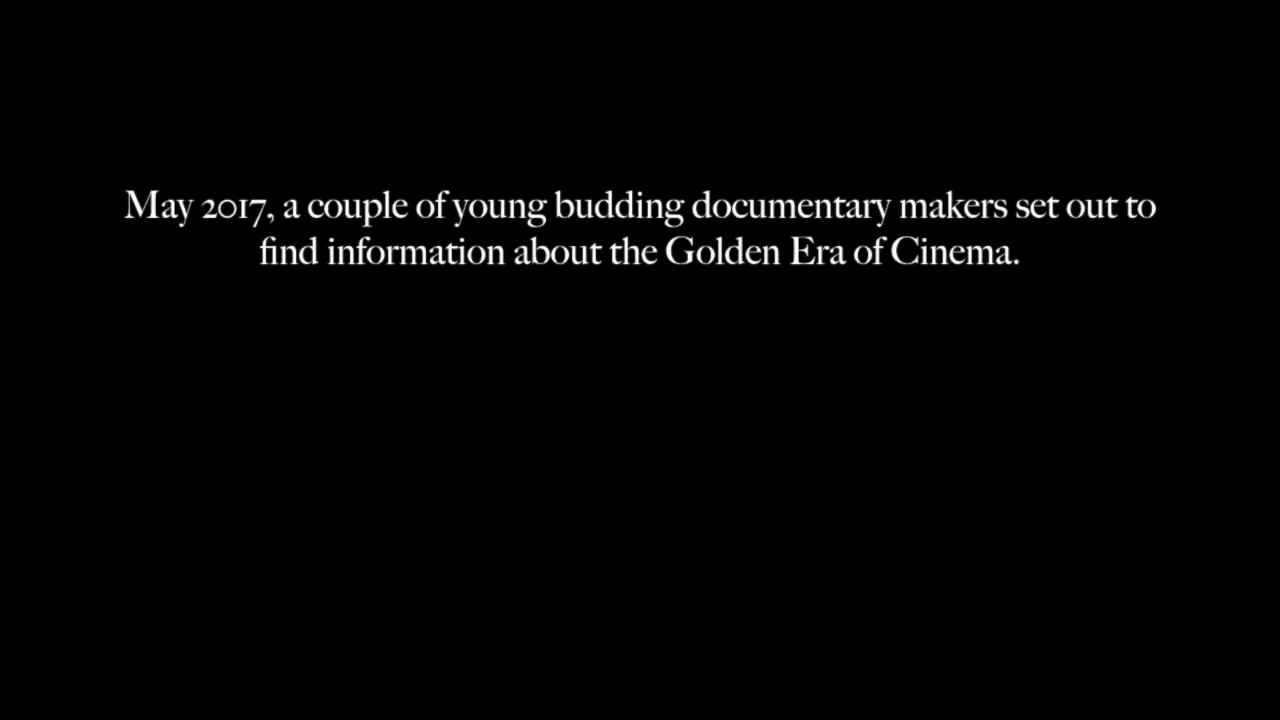 May 2017, a couple of young budding documentary makers set out to
find information about the Golden Era of Cinema.